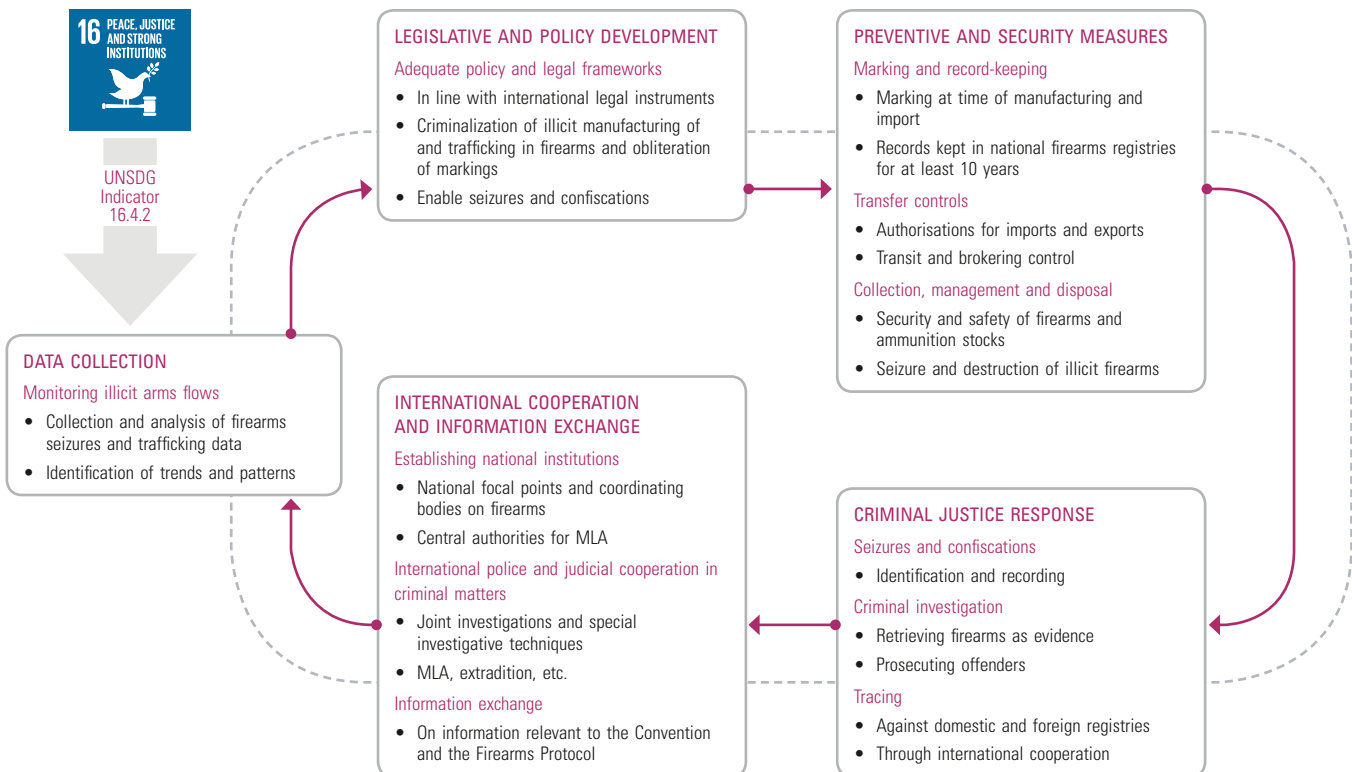 16 PEACE, JUSTICE
AND STRONG
INSTITUTIONS
UNSDG
Indicator
16.4.2
DATA COLLECTION
Monitoring illicit arms flows
• Collection and analysis of firearms
seizures and trafficking data
• Identification of trends and patterns
LEGISLATIVE AND POLICY DEVELOPMENT
Adequate policy and legal frameworks
• In line with international legal instruments
• Criminalization of illicit manufacturing of
and trafficking in firearms and obliteration
of markings
• Enable seizures and confiscations
PREVENTIVE AND SECURITY MEASURES
Marking and record-keeping
• Marking at time of manufacturing and
import
• Records kept in national firearms registries
for at least 10 years
Transfer controls
• Authorisations for imports and exports
• Transit and brokering control
Collection, management and disposal
• Security and safety of firearms and
ammunition stocks
• Seizure and destruction of illicit firearms
CRIMINAL JUSTICE RESPONSE
Seizures and confiscations
• Identification and recording
Criminal investigation
• Retrieving firearms as evidence
• Prosecuting offenders
Tracing
• Against domestic and foreign registries
• Through international cooperation
INTERNATIONAL COOPERATION
AND INFORMATION EXCHANGE
Establishing national institutions
• National focal points and coordinating
bodies on firearms
• Central authorities for MLA
International police and judicial cooperation in
criminal matters
• Joint investigations and special
investigative techniques
• MLA, extradition, etc.
Information exchange
• On information relevant to the Convention
and the Firearms Protocol